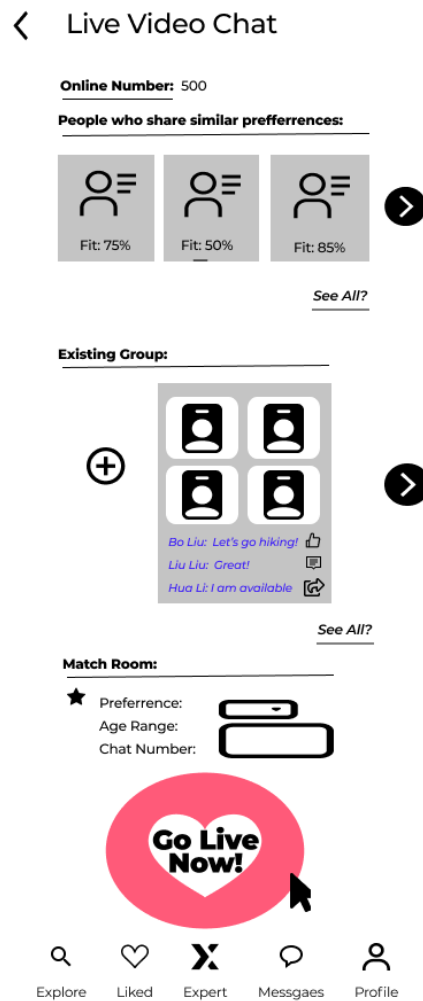 Live Video Chat
Online Number: 500
People who share similar prefferrences:
Fit: 75% Fit: 50% Fit: 85%
See All?
Existing Group:
Bo Liu: Let's go hiking!
Liu Liu: Great!
Hua Li: I am available
See All?
Match Room:
Preferrence:
Age Range:
Chat Number:
Go Live
Now!
Explore Liked Expert Messgaes Profile